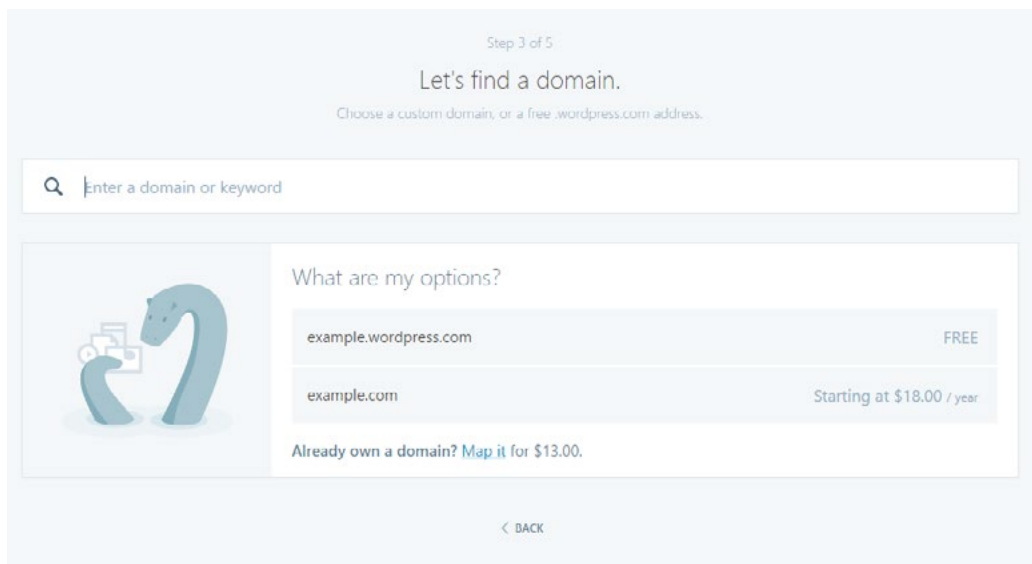 Step 3 of 5
Let's find a domain.
Choose a custom domain, or a free .wordpress.com address.
Enter a domain or keyword
What are my options?
example.wordpress.com FREE
example.com Starting at $18.00 / year
Already own a domain? Map it for $13.00.
BACK